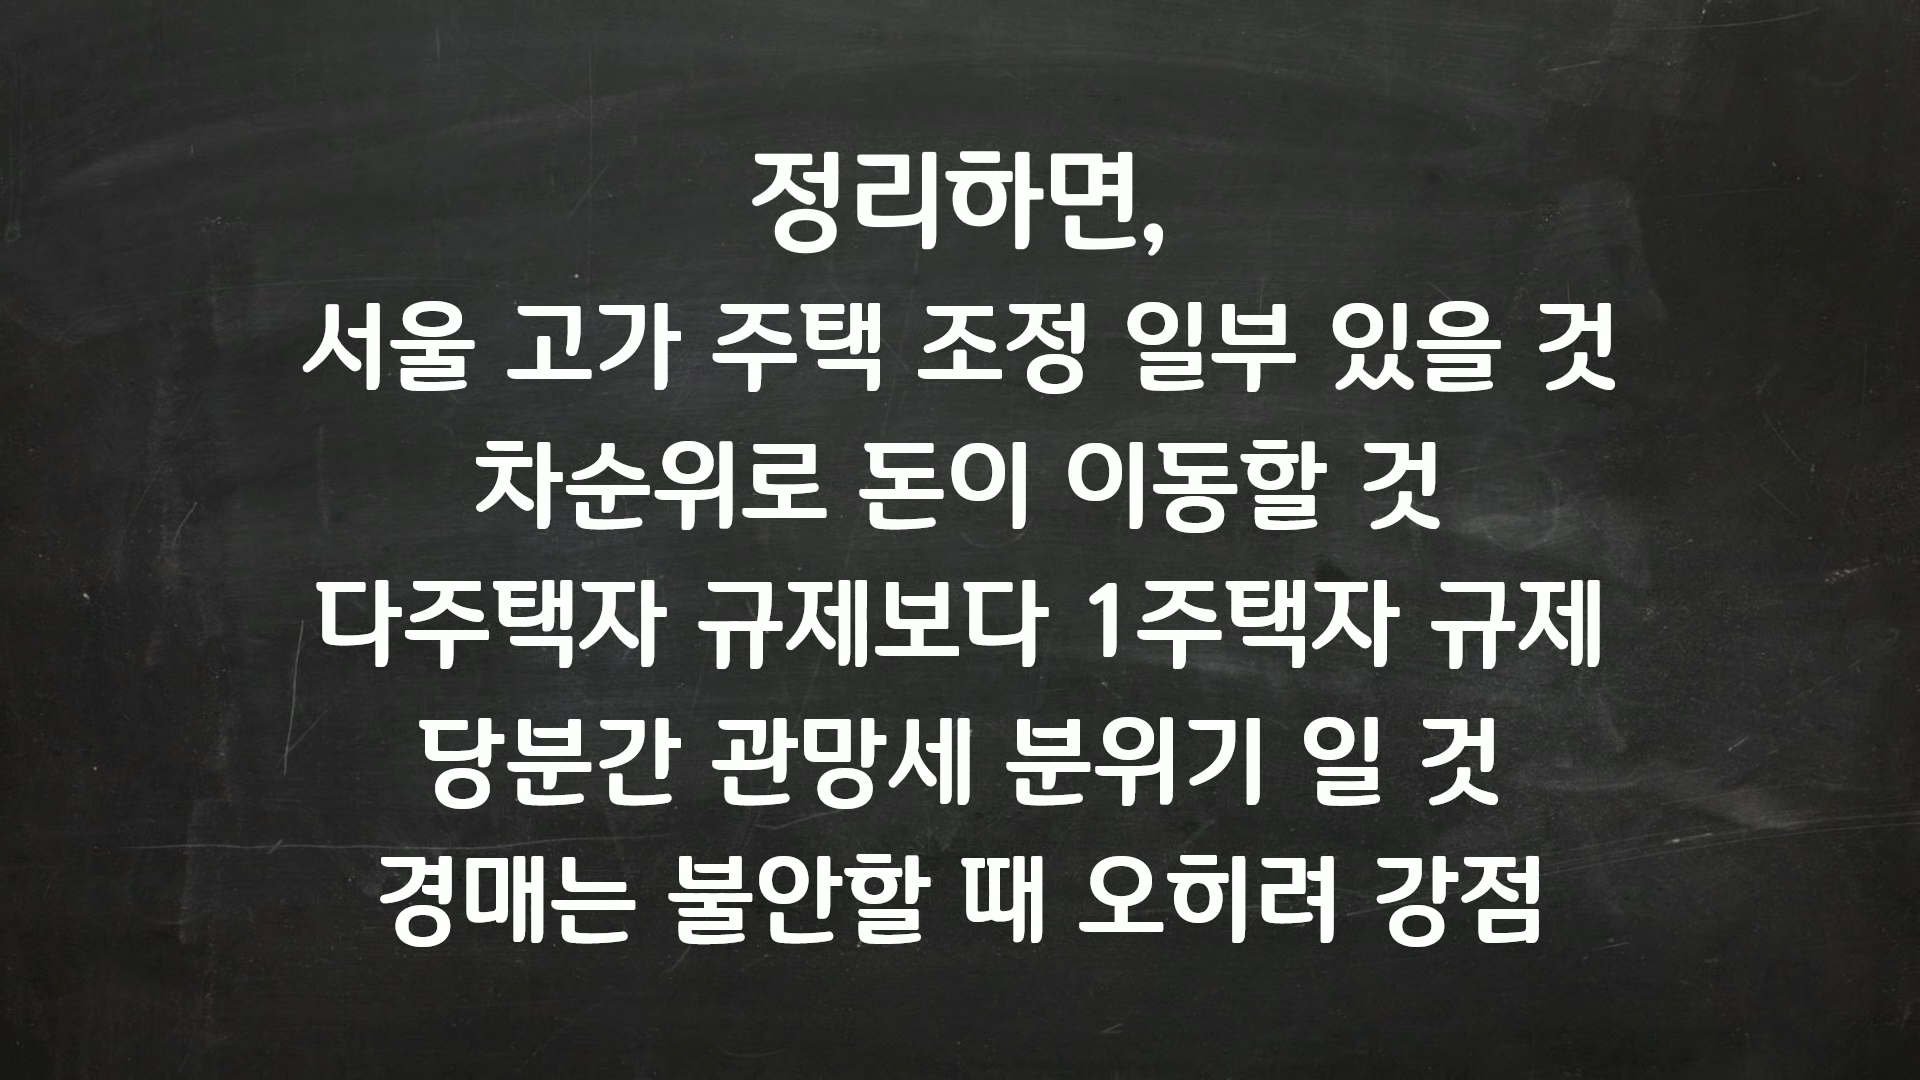 정리하면,
서울 고가 주택 조정 일부 있을 것
차순위로 돈이 이동할 것
다주택자 규제보다 1주택자 규제
당분간 관망세 분위기 일 것
경매는 불안할 때 오히려 강점